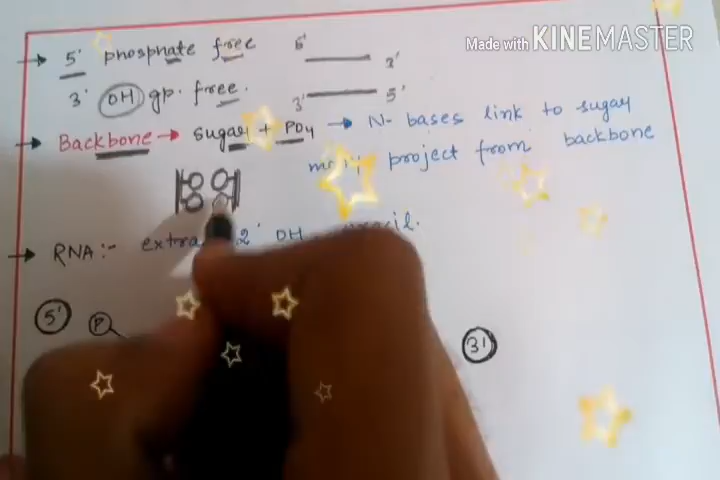 Made with KINEMASTER
→ 5' phosphate free 5' 3'
3' OH gp. free. 3' 5'
→ Backbone → sugar + PO4 → N-bases link to sugar
project from backbone
→ RNA:- extra 2' OH
5' P 3'